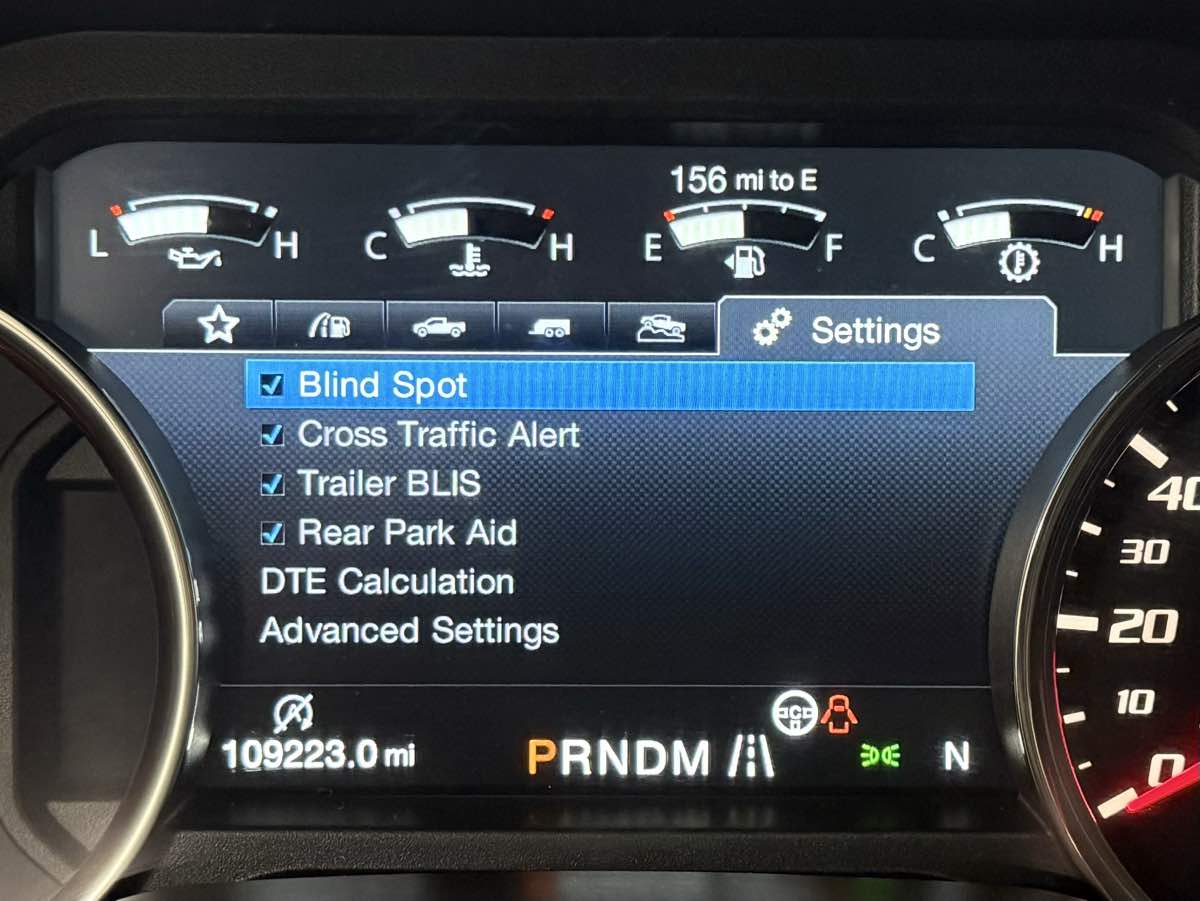 156 mi to E
L H C H E F C H
Settings
Blind Spot
Cross Traffic Alert
Trailer BLIS
Rear Park Aid
DTE Calculation
Advanced Settings
A
C
109223.0 mi
PRNDM
N
40
30
20
10
0